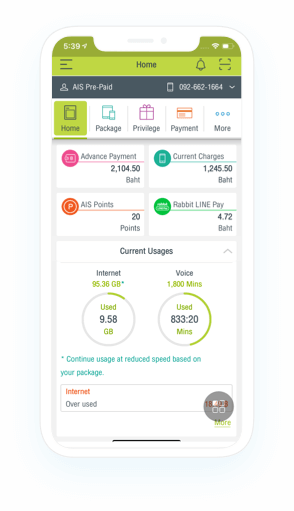 5:39
Home
AIS Pre-Paid 092-662-1664
Home Package Privilege Payment More
Advance Payment
2,104.50
Baht
Current Charges
1,245.50
Baht
AIS Points
20
Points
Rabbit LINE Pay
4.72
Baht
Current Usages
Internet
95.36 GB*
Used
9.58
GB
Voice
1,800 Mins
Used
833:20
Mins
* Continue usage at reduced speed based on
your package.
Internet
Over used
More